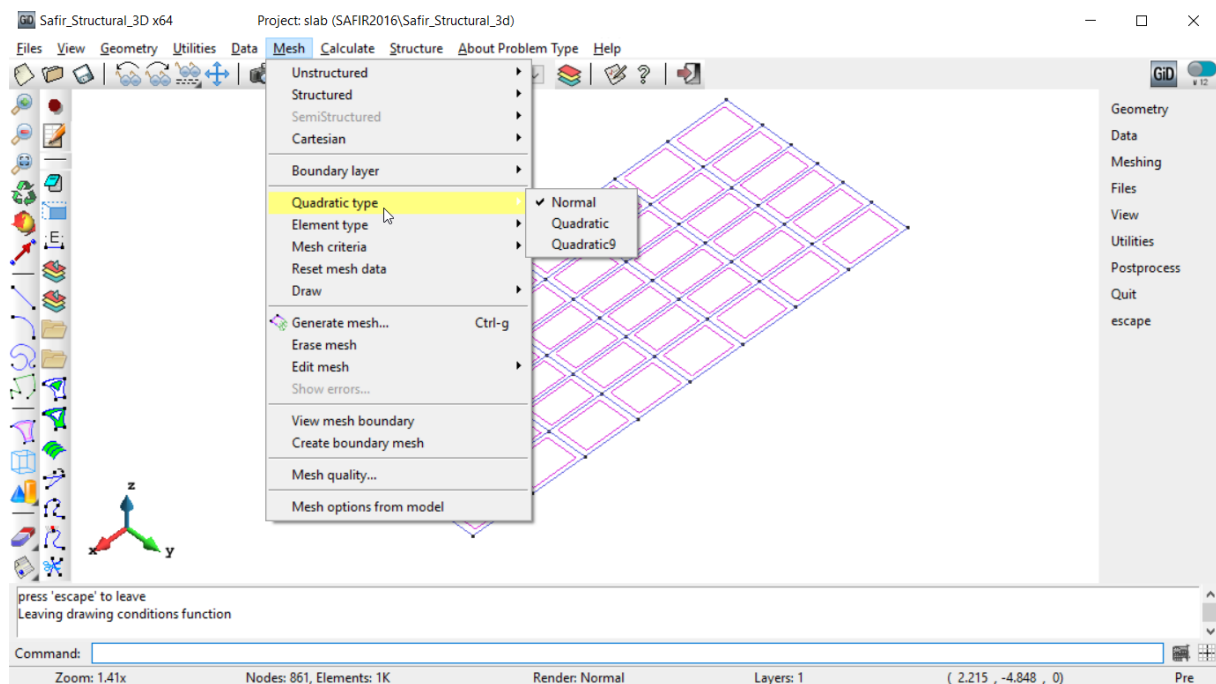 GiD Safir_Structural_3D x64 Project: slab (SAFIR2016\Safir_Structural_3d)
Files View Geometry Utilities Data Mesh Calculate Structure About Problem Type Help
GiD
12
Unstructured
Structured
SemiStructured
Cartesian
Boundary layer
Quadratic type
Element type
Mesh criteria
Reset mesh data
Draw
Generate mesh... Ctrl-g
Erase mesh
Edit mesh
Show errors...
View mesh boundary
Create boundary mesh
Mesh quality...
Mesh options from model
Normal
Quadratic
Quadratic9
Geometry
Data
Meshing
Files
View
Utilities
Postprocess
Quit
escape
:E:
z
x
y
press 'escape' to leave
Leaving drawing conditions function
Command:
Zoom: 1.41x Nodes: 861, Elements: 1K Render: Normal Layers: 1 ( 2.215 , -4.848 , 0) Pre